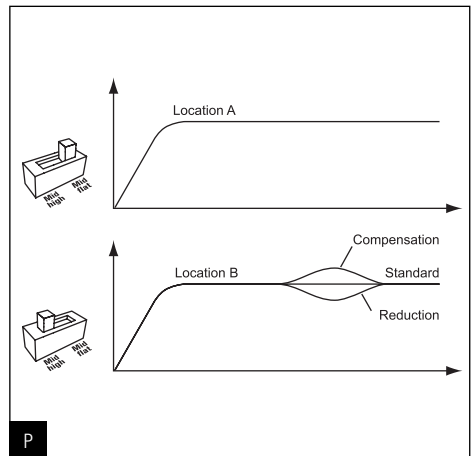 Location A
Mid
high
Mid
flat
Compensation
Location B
Standard
Reduction
Mid
high
Mid
flat
P